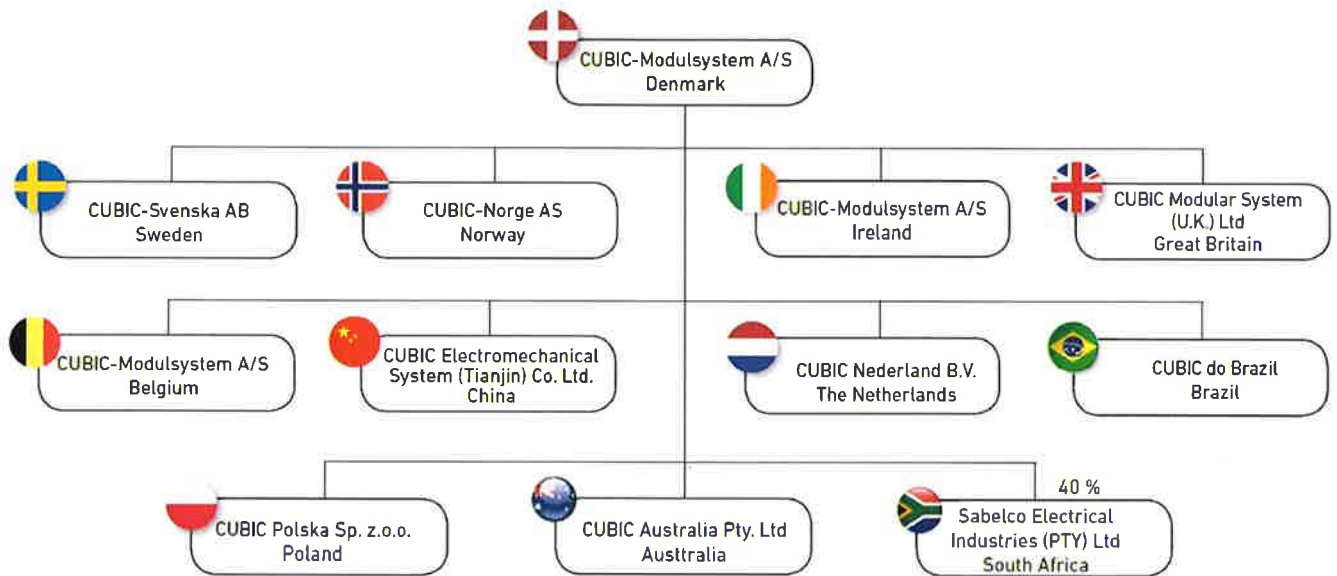 CUBIC-Modulsystem A/S
Denmark
CUBIC-Svenska AB
Sweden
CUBIC-Norge AS
Norway
CUBIC-Modulsystem A/S
Ireland
CUBIC Modular System
(U.K.) Ltd
Great Britain
CUBIC-Modulsystem A/S
Belgium
CUBIC Electromechanical
System (Tianjin) Co. Ltd.
China
CUBIC Nederland B.V.
The Netherlands
CUBIC do Brazil
Brazil
CUBIC Polska Sp. z.o.o.
Poland
CUBIC Australia Pty. Ltd
Austtralia
40 %
Sabelco Electrical
Industries (PTY) Ltd
South Africa